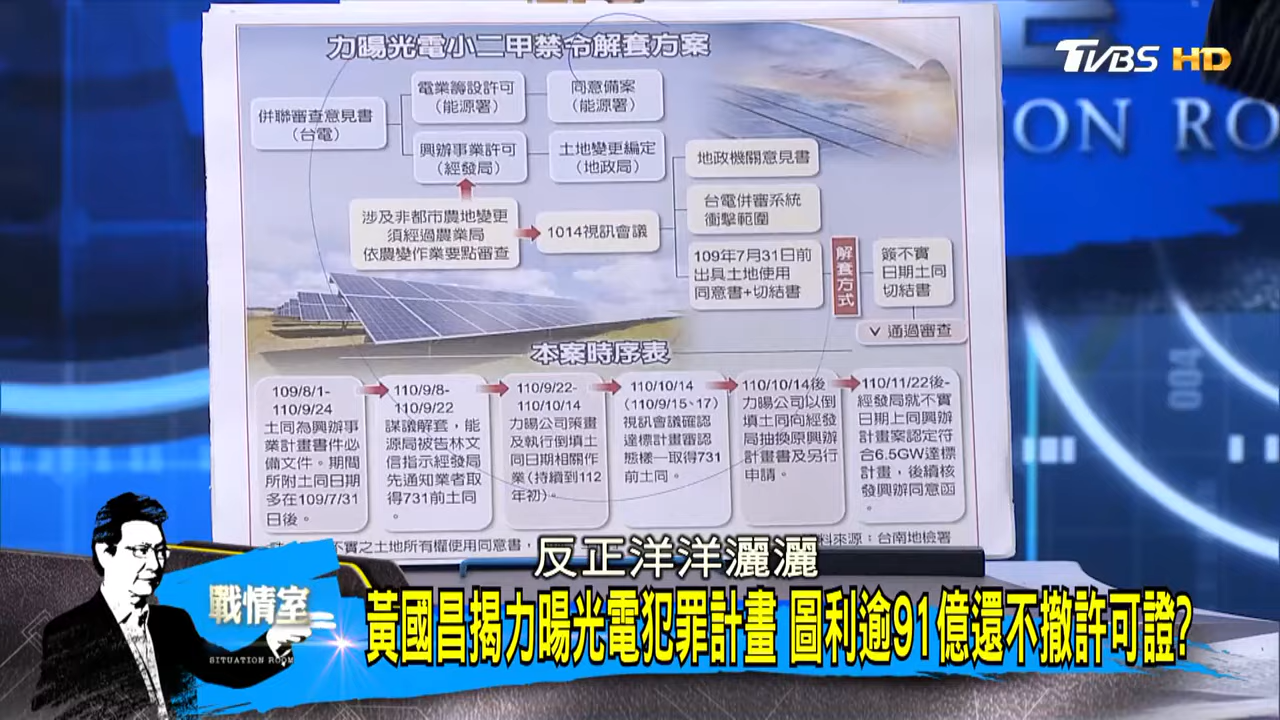 TVBS HD
ON RO
力暘光電小二甲禁令解套方案
併聯審查意見書
(台電)
電業籌設許可
(能源署)
同意備案
(能源署)
興辦事業許可
(經發局)
土地變更編定
(地政局)
涉及非都市農地變更
須經過農業局
依農變作業要點審查
1014視訊會議
地政機關意見書
台電併審系統
衝擊範圍
109年7月31日前
出具土地使用
同意書+切結書
解套方式
簽不實
日期土同
切結書
∨ 通過審查
本案時序表
109/8/1-
110/9/24
土同為興辦事
業計畫書件必
備文件。期間
所附土同日期
多在109/7/31
日後。
110/9/8-
110/9/22
謀議解套，能
源局被告林文
信指示經發局
先通知業者取
得731前土同
。
110/9/22-
110/10/14
力暘公司策畫
及執行倒填土
同日期相關作
業(持續到112
年初)。
110/10/14
(110/9/15、17)
視訊會議確認
達標計畫審認
態樣一取得731
前土同。
110/10/14後
力暘公司以倒
填土同向經發
局抽換原興辦
計畫書及另行
申請。
110/11/22後-
經發局就不實
日期上同興辦
計畫案認定符
合6.5GW達標
計畫，後續核
發興辦同意函
。
不實之土地所有權使用同意書，
料來源：台南地檢署
004
反正洋洋灑灑
戰情室
SITUATION ROOM
黃國昌揭力暘光電犯罪計畫 圖利逾91億還不撤許可證?